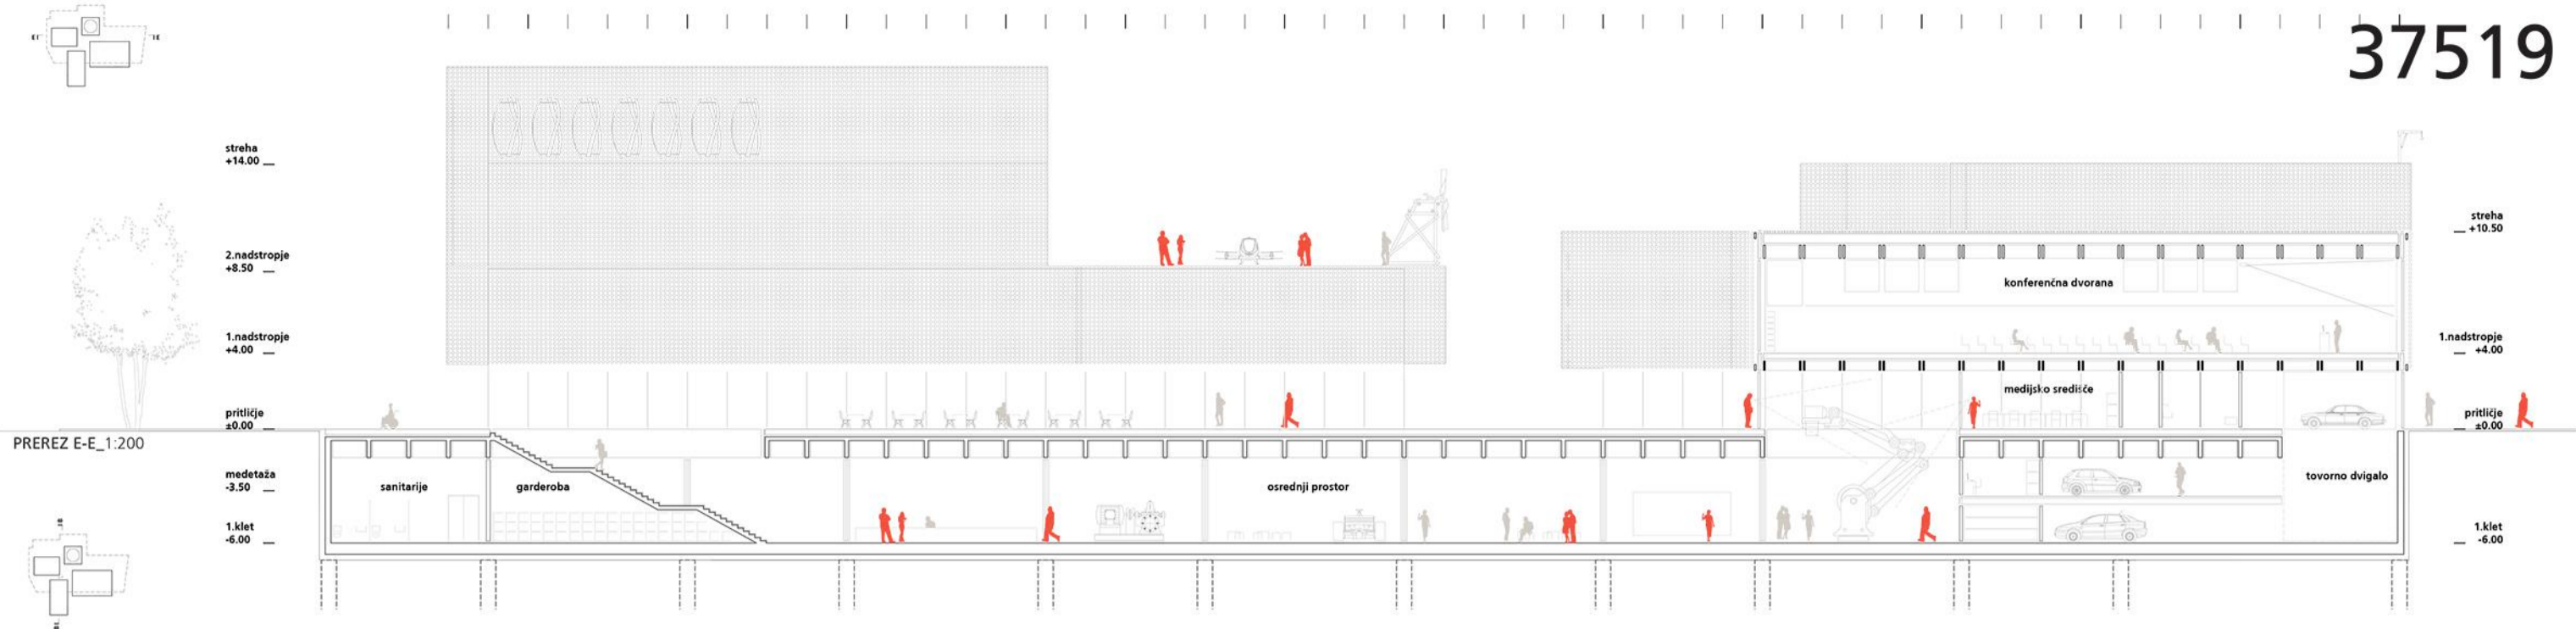 37519
streha
+14.00
2.nadstropje
+8.50
1.nadstropje
+4.00
pritličje
±0.00
PREREZ E-E_1:200
medetaža
-3.50
1.klet
-6.00
sanitarije
garderoba
osrednji prostor
konferenčna dvorana
medijsko središče
tovorno dvigalo
streha
+10.50
1.nadstropje
+4.00
pritličje
±0.00
1.klet
-6.00